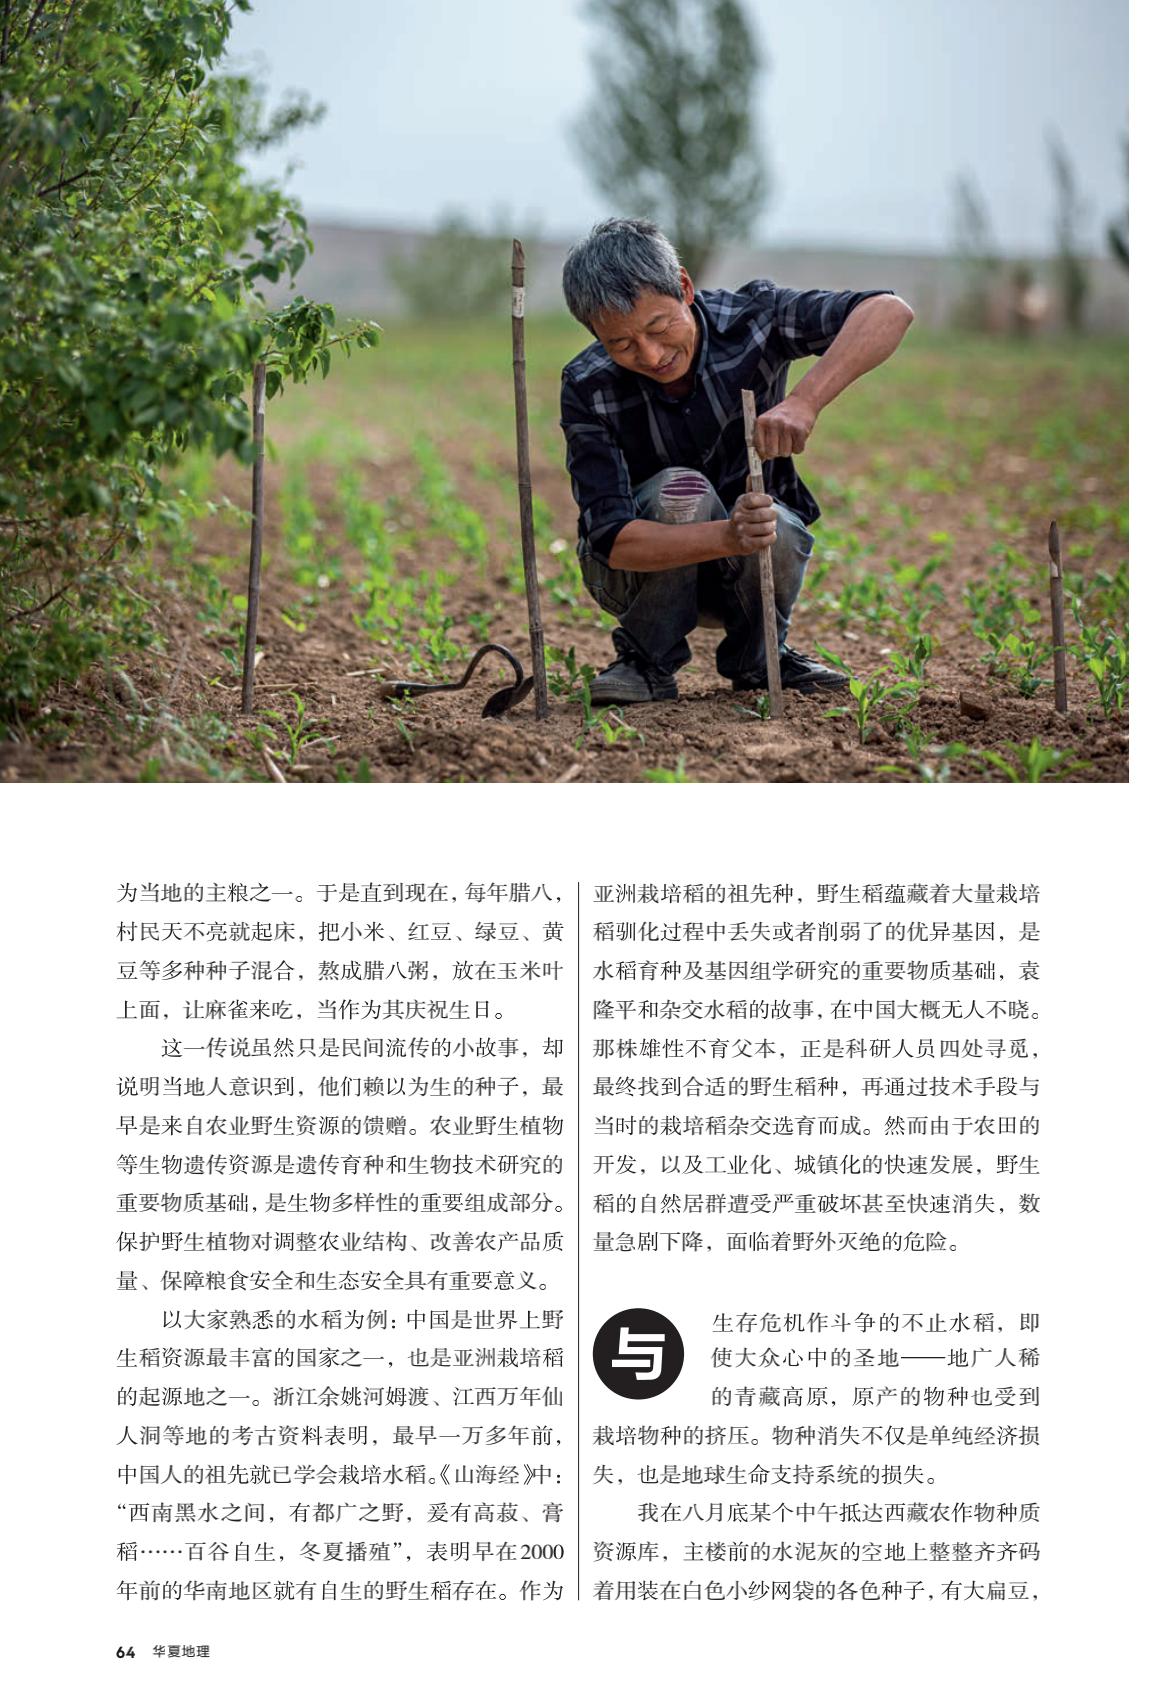 为当地的主粮之一。于是直到现在，每年腊八，
村民天不亮就起床，把小米、红豆、绿豆、黄
豆等多种种子混合，熬成腊八粥，放在玉米叶
上面，让麻雀来吃，当作为其庆祝生日。
这一传说虽然只是民间流传的小故事，却
说明当地人意识到，他们赖以为生的种子，最
早是来自农业野生资源的馈赠。农业野生植物
等生物遗传资源是遗传育种和生物技术研究的
重要物质基础，是生物多样性的重要组成部分。
保护野生植物对调整农业结构、改善农产品质
量、保障粮食安全和生态安全具有重要意义。
以大家熟悉的水稻为例：中国是世界上野
生稻资源最丰富的国家之一，也是亚洲栽培稻
的起源地之一。浙江余姚河姆渡、江西万年仙
人洞等地的考古资料表明，最早一万多年前，
中国人的祖先就已学会栽培水稻。《山海经》中：
“西南黑水之间，有都广之野，爰有高菽、膏
稻……百谷自生，冬夏播殖”，表明早在2000
年前的华南地区就有自生的野生稻存在。作为
亚洲栽培稻的祖先种，野生稻蕴藏着大量栽培
稻驯化过程中丢失或者削弱了的优异基因，是
水稻育种及基因组学研究的重要物质基础，袁
隆平和杂交水稻的故事，在中国大概无人不晓。
那株雄性不育父本，正是科研人员四处寻觅，
最终找到合适的野生稻种，再通过技术手段与
当时的栽培稻杂交选育而成。然而由于农田的
开发，以及工业化、城镇化的快速发展，野生
稻的自然居群遭受严重破坏甚至快速消失，数
量急剧下降，面临着野外灭绝的危险。
与生存危机作斗争的不止水稻，即
使大众心中的圣地——地广人稀
的青藏高原，原产的物种也受到
栽培物种的挤压。物种消失不仅是单纯经济损
失，也是地球生命支持系统的损失。
我在八月底某个中午抵达西藏农作物种质
资源库，主楼前的水泥灰的空地上整整齐齐码
着用装在白色小纱网袋的各色种子，有大扁豆，
64 华夏地理